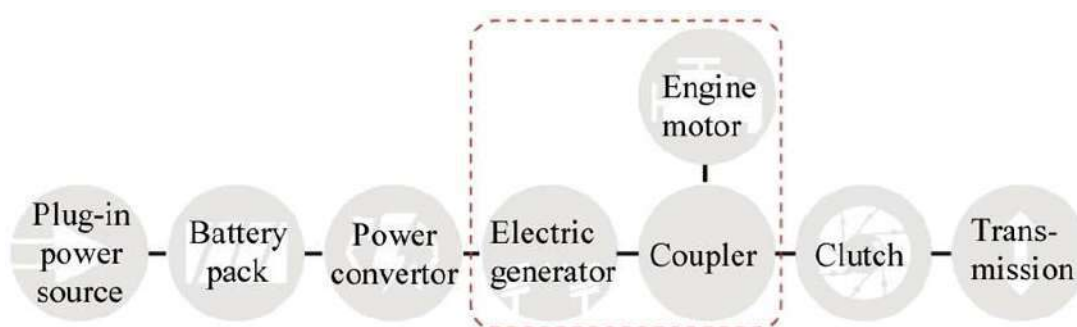 Engine
motor
Plug-in
power
source
Battery
pack
Power
convertor
Electric
generator
Coupler
Clutch
Trans-
mission